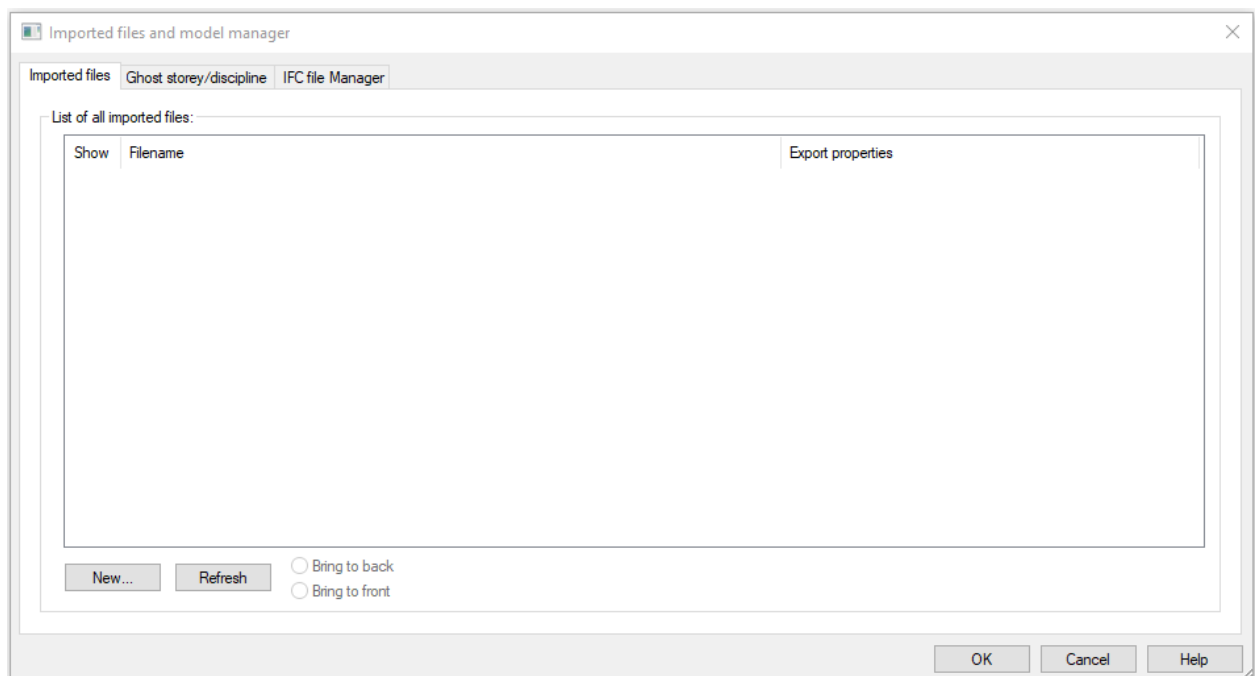 Imported files and model manager
Imported files Ghost storey/discipline IFC file Manager
List of all imported files:
Show Filename Export properties
New... Refresh
Bring to back
Bring to front
OK Cancel Help